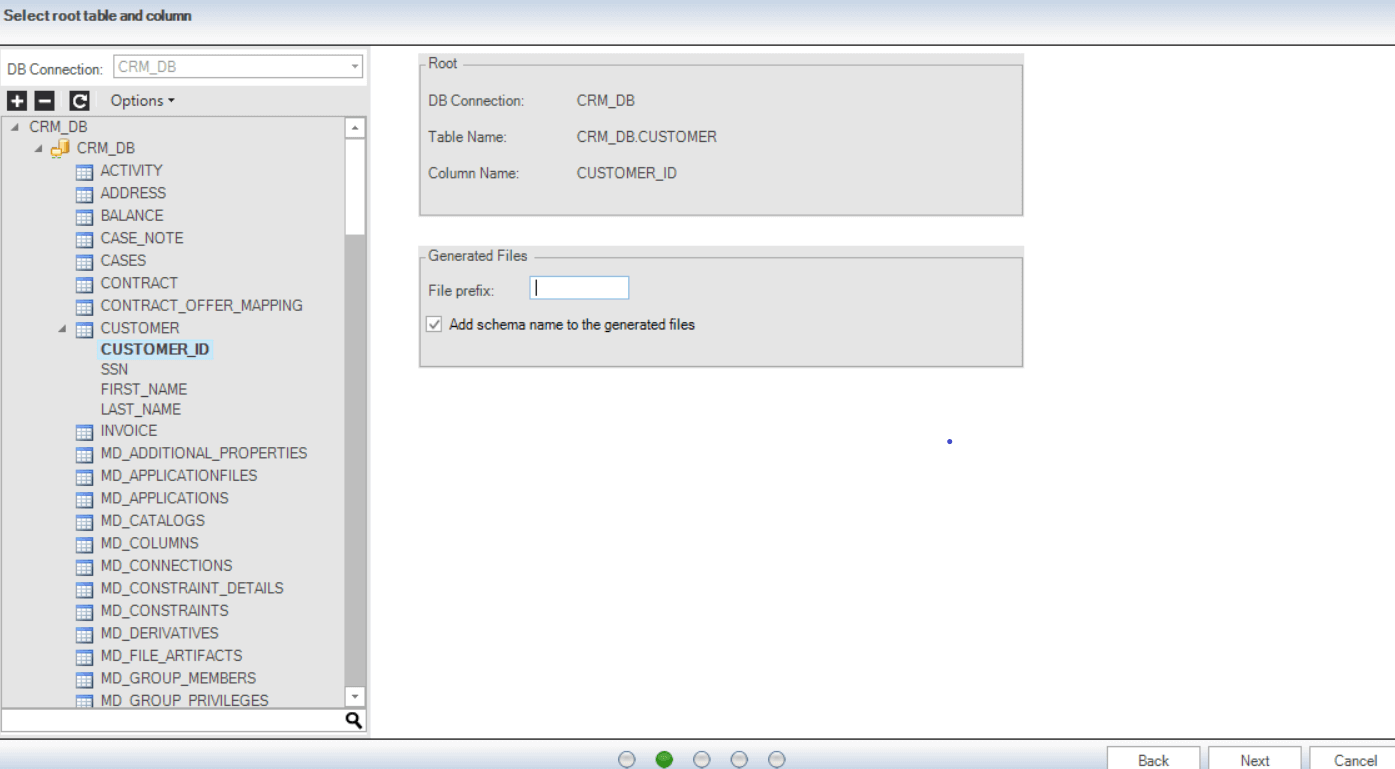 Select root table and column
DB Connection: CRM_DB
Options
CRM_DB
CRM_DB
ACTIVITY
ADDRESS
BALANCE
CASE_NOTE
CASES
CONTRACT
CONTRACT_OFFER_MAPPING
CUSTOMER
CUSTOMER_ID
SSN
FIRST_NAME
LAST_NAME
INVOICE
MD_ADDITIONAL_PROPERTIES
MD_APPLICATIONFILES
MD_APPLICATIONS
MD_CATALOGS
MD_COLUMNS
MD_CONNECTIONS
MD_CONSTRAINT_DETAILS
MD_CONSTRAINTS
MD_DERIVATIVES
MD_FILE_ARTIFACTS
MD_GROUP_MEMBERS
MD_GROUP_PRIVILEGES
Root
DB Connection: CRM_DB
Table Name: CRM_DB.CUSTOMER
Column Name: CUSTOMER_ID
Generated Files
File prefix:
Add schema name to the generated files
Back Next Cancel